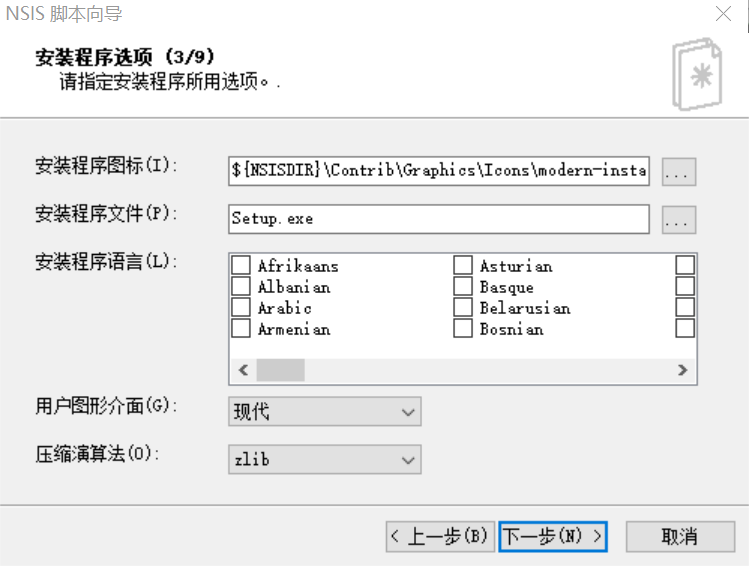 NSIS 脚本向导
安装程序选项 (3/9)
请指定安装程序所用选项。.
安装程序图标(I):
${NSISDIR}\Contrib\Graphics\Icons\modern-insta
...
安装程序文件(P):
Setup.exe
...
安装程序语言(L):
Afrikaans
Asturian
Albanian
Basque
Arabic
Belarusian
Armenian
Bosnian
用户图形介面(G):
现代
压缩演算法(O):
zlib
< 上一步(B)
下一步(N) >
取消